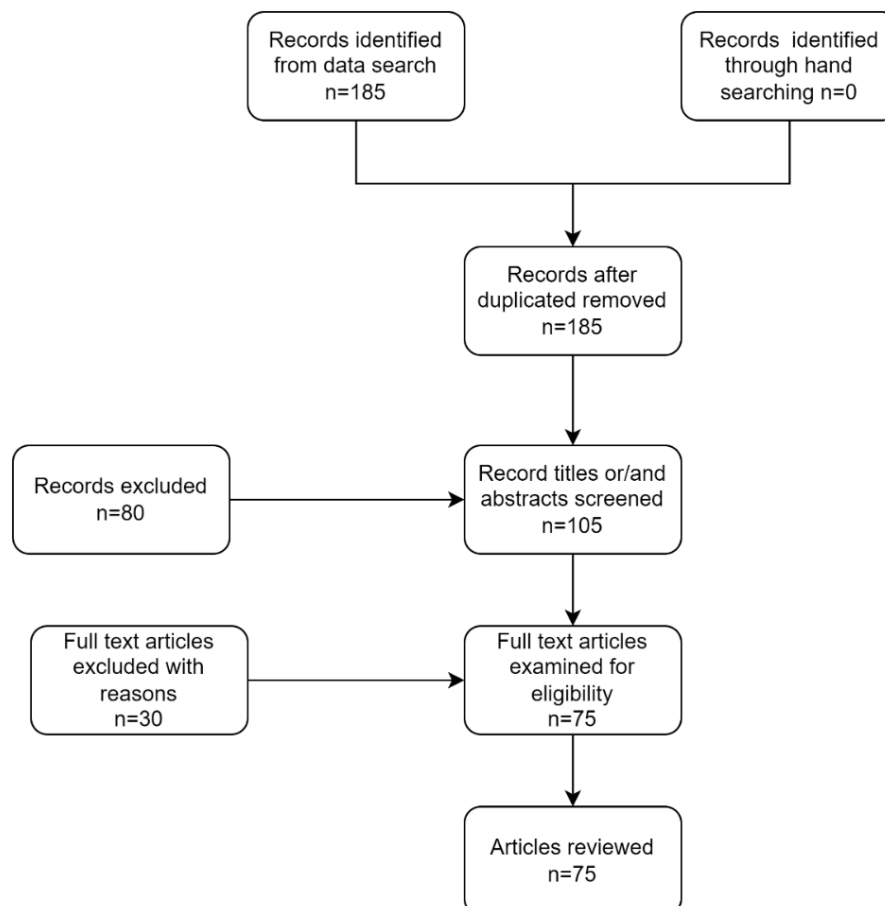 Records identified
from data search
n=185
Records identified
through hand
searching n=0
Records after
duplicated removed
n=185
Records excluded
n=80
Record titles or/and
abstracts screened
n=105
Full text articles
excluded with
reasons
n=30
Full text articles
examined for
eligibility
n=75
Articles reviewed
n=75